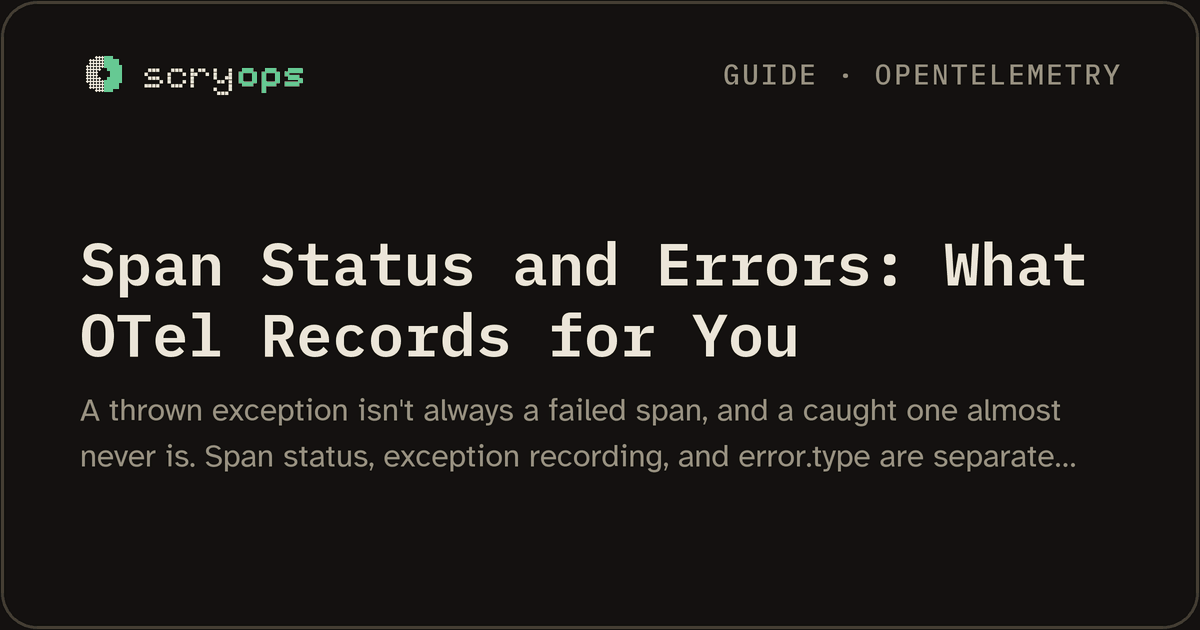 scryops
GUIDE · OPENTELEMETRY
Span Status and Errors: What
OTel Records for You
A thrown exception isn't always a failed span, and a caught one almost
never is. Span status, exception recording, and error.type are separate...